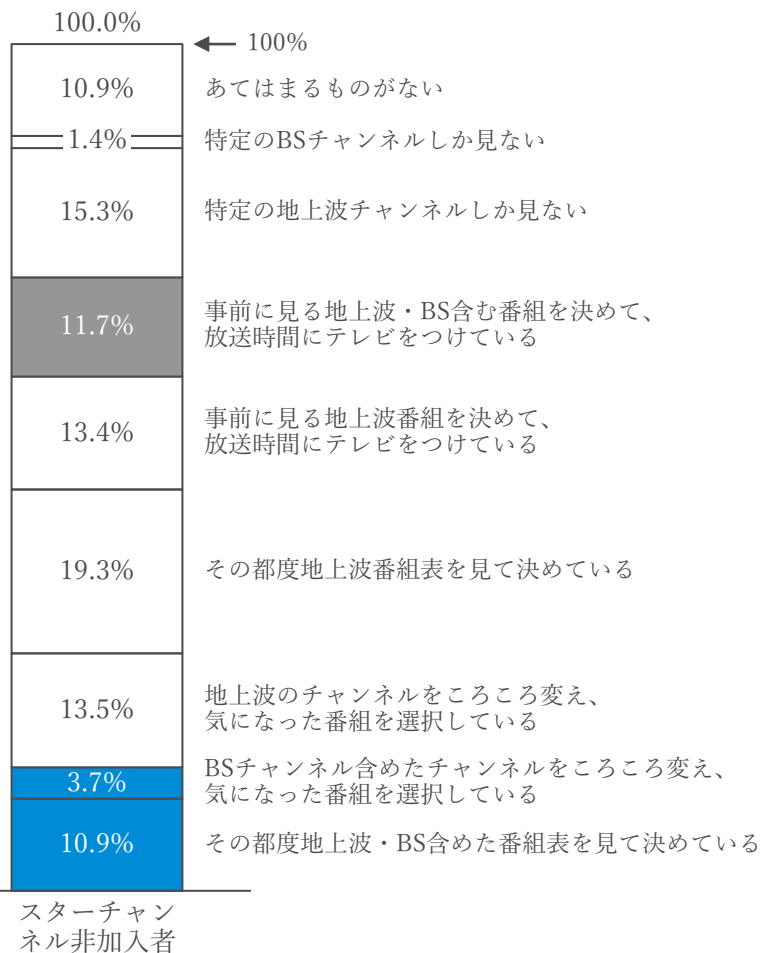 100.0%
100%
10.9% あてはまるものがない
1.4% 特定のBSチャンネルしか見ない
15.3% 特定の地上波チャンネルしか見ない
11.7% 事前に見る地上波・BS含む番組を決めて、
放送時間にテレビをつけている
13.4% 事前に見る地上波番組を決めて、
放送時間にテレビをつけている
19.3% その都度地上波番組表を見て決めている
13.5% 地上波のチャンネルをころころ変え、
気になった番組を選択している
3.7% BSチャンネル含めたチャンネルをころころ変え、
気になった番組を選択している
10.9% その都度地上波・BS含めた番組表を見て決めている
スターチャン
ネル非加入者